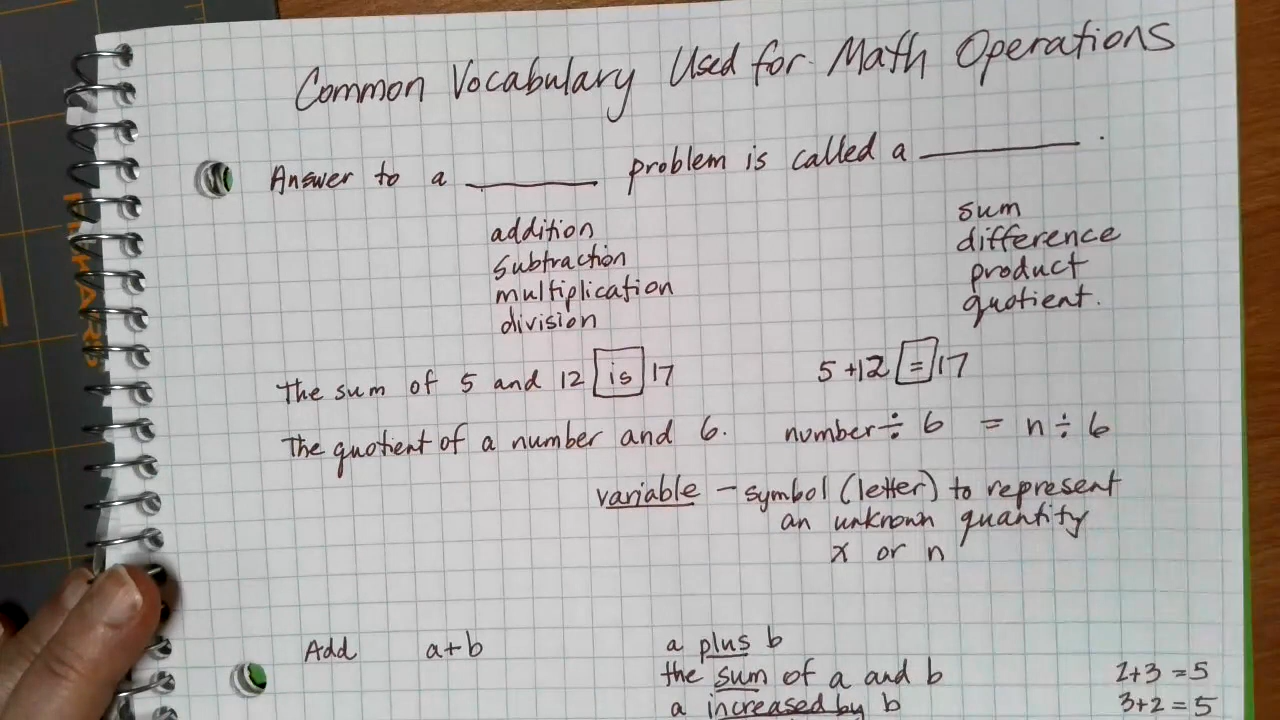 Common Vocabulary Used for Math Operations
Answer to a ______ problem is called a ______.
addition sum
subtraction difference
multiplication product
division quotient.
The sum of 5 and 12 is 17 5+12 = 17
The quotient of a number and 6. number ÷ 6 = n ÷ 6
variable – symbol (letter) to represent
an unknown quantity
x or n
Add a+b a plus b
the sum of a and b 2+3 = 5
a increased by b 3+2 = 5